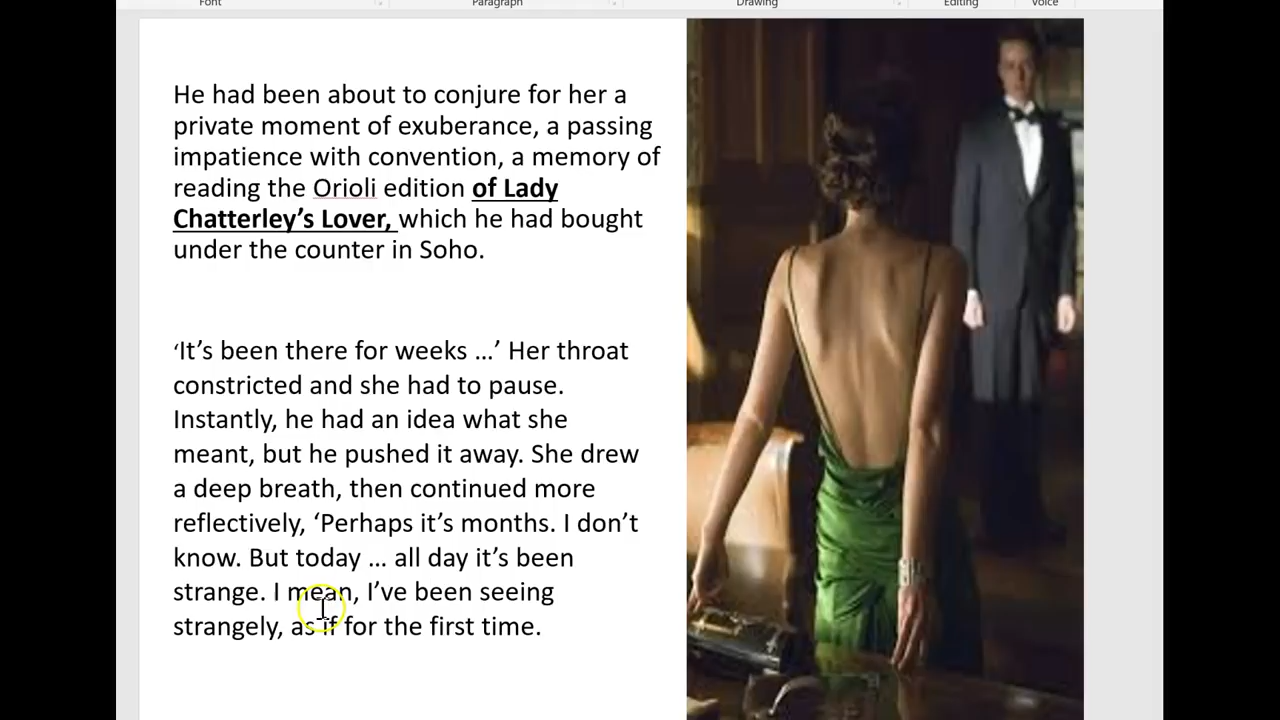 Font Paragraph Drawing Editing Voice
He had been about to conjure for her a
private moment of exuberance, a passing
impatience with convention, a memory of
reading the Orioli edition of Lady
Chatterley’s Lover, which he had bought
under the counter in Soho.
‘It’s been there for weeks …’ Her throat
constricted and she had to pause.
Instantly, he had an idea what she
meant, but he pushed it away. She drew
a deep breath, then continued more
reflectively, ‘Perhaps it’s months. I don’t
know. But today … all day it’s been
strange. I mean, I’ve been seeing
strangely, as if for the first time.